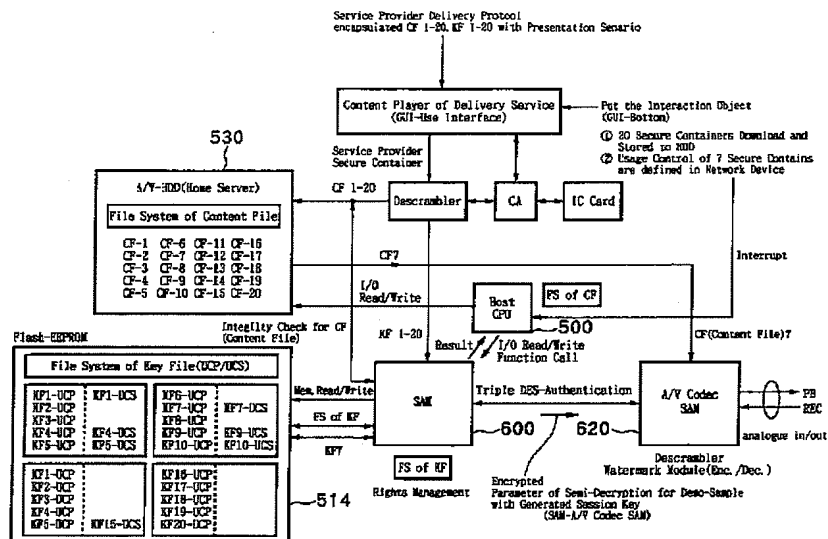 Service Provider Delivery Protocol
encapsulated CF 1-20. KF 1-20 with Presentation Senario
Content Player of Delivery Service
(GUI-Use Interface)
Put the Interaction Object
(GUI-Bottom)
① 20 Secure Containers Download and
Stored to HDD
② Usage Control of 7 Secure Contains
are defined in Network Device
Service Provider
Secure Container
530
A/V-HDD(Home Server)
File System of Content File
CF-1 CF-6 CF-11 CF-16
CF-2 CF-7 CF-12 CF-17
CF-3 CF-8 CF-13 CF-18
CF-4 CF-9 CF-14 CF-19
CF-5 CF-10 CF-15 CF-20
CF 1-20
Descrambler
CA
IC Card
CF7
Interrupt
I/O
Read/Write
Host
CPU
FS of CF
500
Integlity Check for CF
(Content File)
KF 1-20
Result
I/O Read/Write
Function Call
CF(Content File)7
Flash-EEPROM
File System of Key File(UCP/UCS)
KF1-UCP KF1-UCS
KF2-UCP
KF3-UCP
KF4-UCP KF4-UCS
KF5-UCP KF5-UCS
KF6-UCP
KF7-UCP KF7-UCS
KF8-UCP
KF9-UCP KF9-UCS
KF10-UCP KF10-UCS
KF1-UCP
KF2-UCP
KF3-UCP
KF4-UCP
KF5-UCP KF15-UCS
KF16-UCP
KF17-UCP
KF18-UCP
KF19-UCP
KF20-UCP
514
Mem.Read/Write
FS of KF
KF7
SAM
600
FS of KF
Rights Management
Triple DES-Authentication
620
A/V Codec
SAM
PB
REC
analogue in/out
Descrambler
Watermark Module(Enc./Dec.)
Encrypted
Parameter of Semi-Decryption for Demo-Sample
with Generated Session Key
(SAM-A/V Codec SAM)